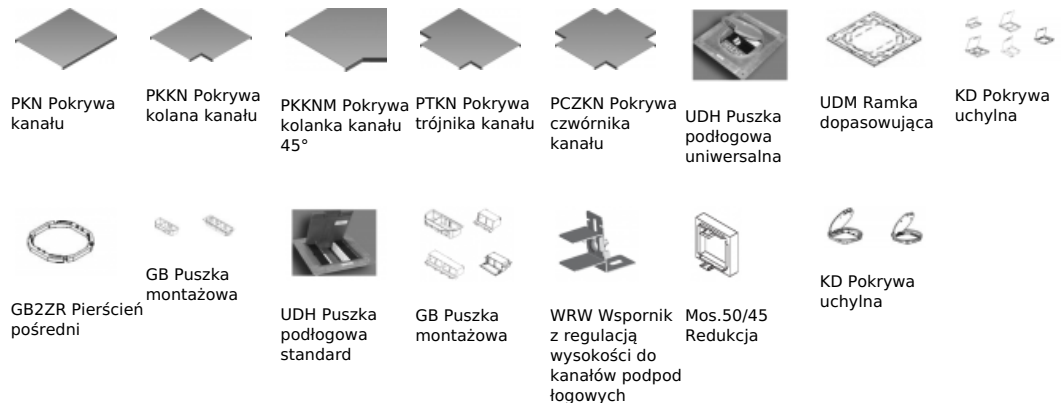 PKN Pokrywa
kanału
PKKN Pokrywa
kolana kanału
PKKNM Pokrywa
kolanka kanału
45°
PTKN Pokrywa
trójnika kanału
PCZKN Pokrywa
czwórnika
kanału
UDH Puszka
podłogowa
uniwersalna
UDM Ramka
dopasowująca
KD Pokrywa
uchylna
GB2ZR Pierścień
pośredni
GB Puszka
montażowa
UDH Puszka
podłogowa
standard
GB Puszka
montażowa
WRW Wspornik
z regulacją
wysokości do
kanałów podpod
łogowych
Mos.50/45
Redukcja
KD Pokrywa
uchylna